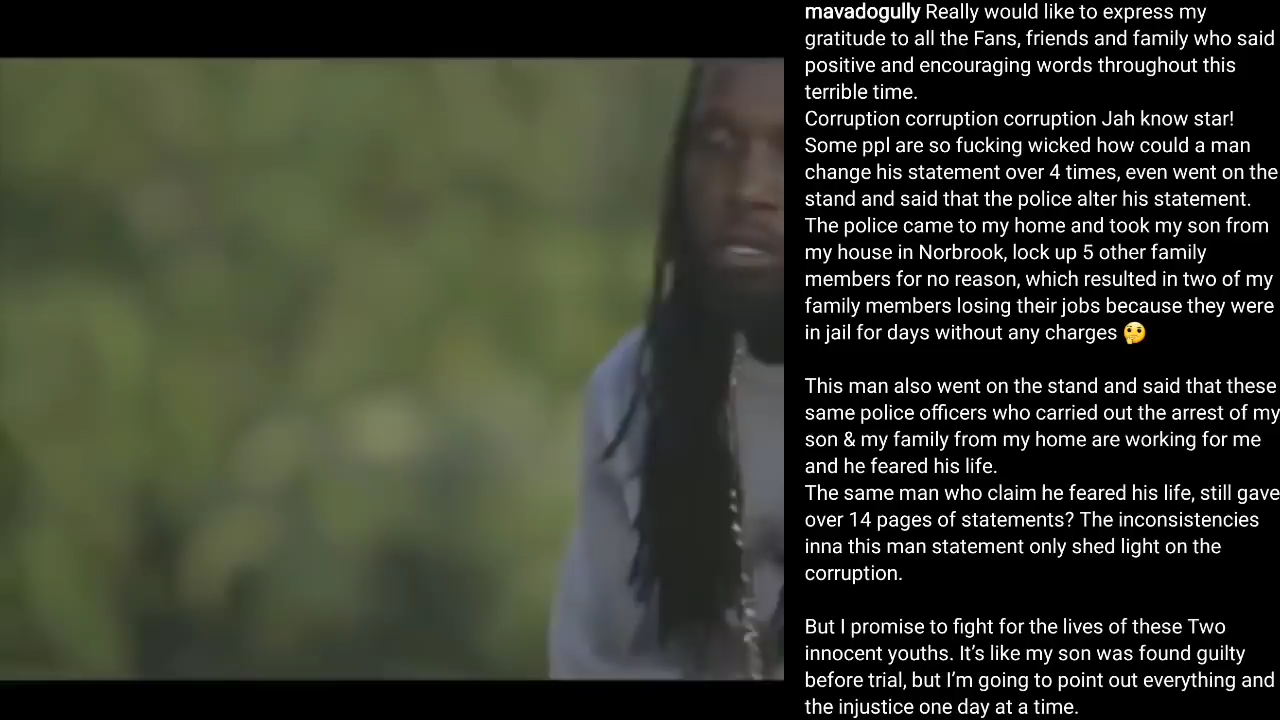 mavadogully Really would like to express my
gratitude to all the Fans, friends and family who said
positive and encouraging words throughout this
terrible time.
Corruption corruption corruption Jah know star!
Some ppl are so fucking wicked how could a man
change his statement over 4 times, even went on the
stand and said that the police alter his statement.
The police came to my home and took my son from
my house in Norbrook, lock up 5 other family
members for no reason, which resulted in two of my
family members losing their jobs because they were
in jail for days without any charges 🤔
This man also went on the stand and said that these
same police officers who carried out the arrest of my
son & my family from my home are working for me
and he feared his life.
The same man who claim he feared his life, still gave
over 14 pages of statements? The inconsistencies
inna this man statement only shed light on the
corruption.
But I promise to fight for the lives of these Two
innocent youths. It’s like my son was found guilty
before trial, but I’m going to point out everything and
the injustice one day at a time.